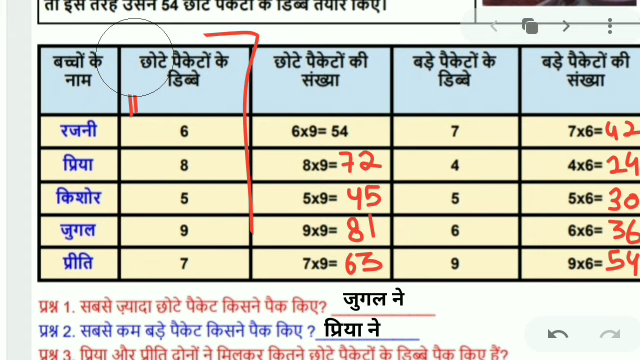 तो इस तरह उसने 54 छोटे पैकेटों के डिब्बे तैयार किए।
बच्चों के नाम छोटे पैकेटों के डिब्बे छोटे पैकेटों की संख्या बड़े पैकेटों के डिब्बे बड़े पैकेटों की संख्या
रजनी 6 6x9= 54 7 7x6=42
प्रिया 8 8x9=72 4 4x6=24
किशोर 5 5x9= 45 5 5x6=30
जुगल 9 9x9= 81 6 6x6=36
प्रीति 7 7x9= 63 9 9x6=54
प्रश्न 1. सबसे ज़्यादा छोटे पैकेट किसने पैक किए? जुगल ने
प्रश्न 2. सबसे कम बड़े पैकेट किसने पैक किए ? प्रिया ने
प्रश्न 3. प्रिया और प्रीति दोनों ने मिलकर कितने छोटे पैकेटों के डिब्बे पैक किए हैं?